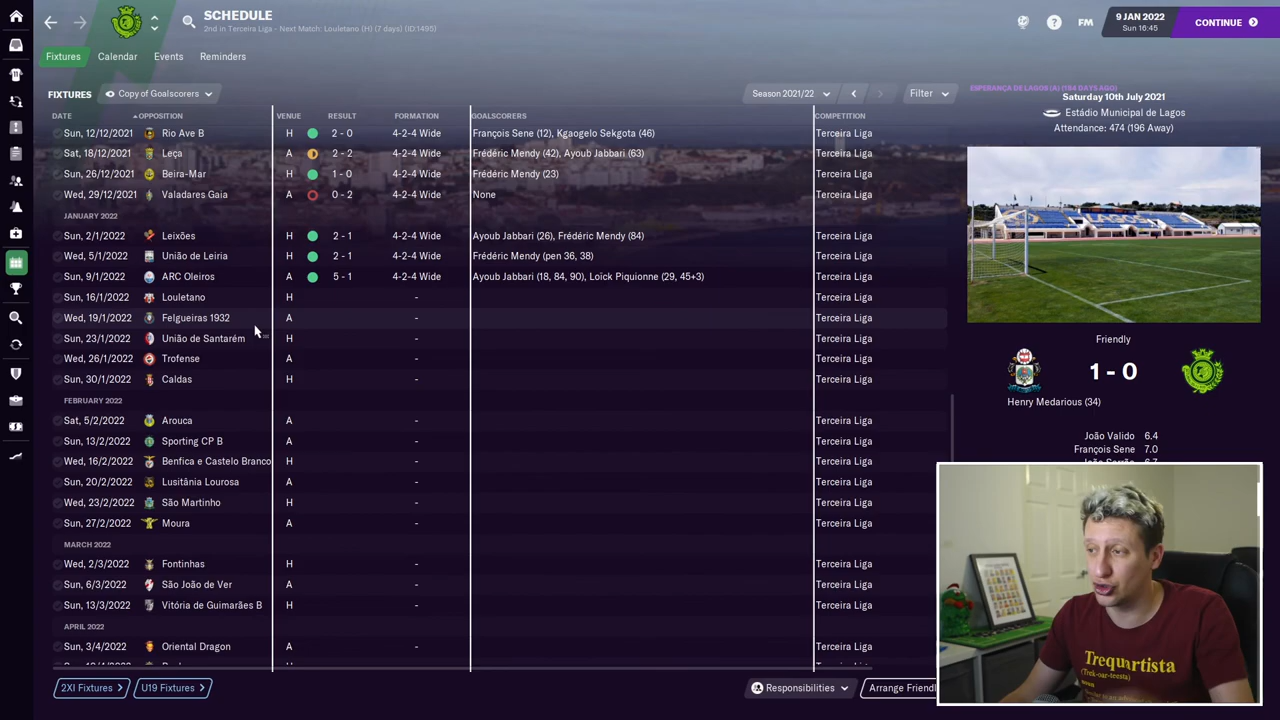 SCHEDULE
2nd in Terceira Liga - Next Match: Louletano (H) (7 days) (ID:1495)
FM
9 JAN 2022
Sun 16:45
CONTINUE
Fixtures Calendar Events Reminders
FIXTURES Copy of Goalscorers Season 2021/22 Filter
DATE OPPOSITION VENUE RESULT FORMATION GOALSCORERS COMPETITION
Sun, 12/12/2021 Rio Ave B H 2 - 0 4-2-4 Wide François Sene (12), Kgaogelo Sekgota (46) Terceira Liga
Sat, 18/12/2021 Leça A 2 - 2 4-2-4 Wide Frédéric Mendy (42), Ayoub Jabbari (63) Terceira Liga
Sun, 26/12/2021 Beira-Mar H 1 - 0 4-2-4 Wide Frédéric Mendy (23) Terceira Liga
Wed, 29/12/2021 Valadares Gaia A 0 - 2 4-2-4 Wide None Terceira Liga
JANUARY 2022
Sun, 2/1/2022 Leixões H 2 - 1 4-2-4 Wide Ayoub Jabbari (28), Frédéric Mendy (84) Terceira Liga
Wed, 5/1/2022 União de Leiria H 2 - 1 4-2-4 Wide Frédéric Mendy (pen 36, 38) Terceira Liga
Sun, 9/1/2022 ARC Oleiros A 5 - 1 4-2-4 Wide Ayoub Jabbari (18, 84, 90), Loïck Piquionne (29, 45+3) Terceira Liga
Sun, 16/1/2022 Louletano H - Terceira Liga
Wed, 19/1/2022 Felgueiras 1932 A - Terceira Liga
Sun, 23/1/2022 União de Santarém H - Terceira Liga
Wed, 26/1/2022 Trofense A - Terceira Liga
Sun, 30/1/2022 Caldas H - Terceira Liga
FEBRUARY 2022
Sat, 5/2/2022 Arouca A - Terceira Liga
Sun, 13/2/2022 Sporting CP B A - Terceira Liga
Wed, 16/2/2022 Benfica e Castelo Branco H - Terceira Liga
Sun, 20/2/2022 Lusitânia Lourosa A - Terceira Liga
Wed, 23/2/2022 São Martinho H - Terceira Liga
Sun, 27/2/2022 Moura A - Terceira Liga
MARCH 2022
Wed, 2/3/2022 Fontinhas H - Terceira Liga
Sun, 6/3/2022 São João de Ver A - Terceira Liga
Sun, 13/3/2022 Vitória de Guimarães B H - Terceira Liga
APRIL 2022
Sun, 3/4/2022 Oriental Dragon A - Terceira Liga
2XI Fixtures U19 Fixtures Responsibilities Arrange Friendl
ESPERANÇA DE LAGOS (A) (184 DAYS AGO)
Saturday 10th July 2021
Estádio Municipal de Lagos
Attendance: 474 (196 Away)
Friendly
1 - 0
Henry Medarious (34)
João Valido 6.4
François Sene 7.0
Trequartista
(Trek-oar-teesta)
noun